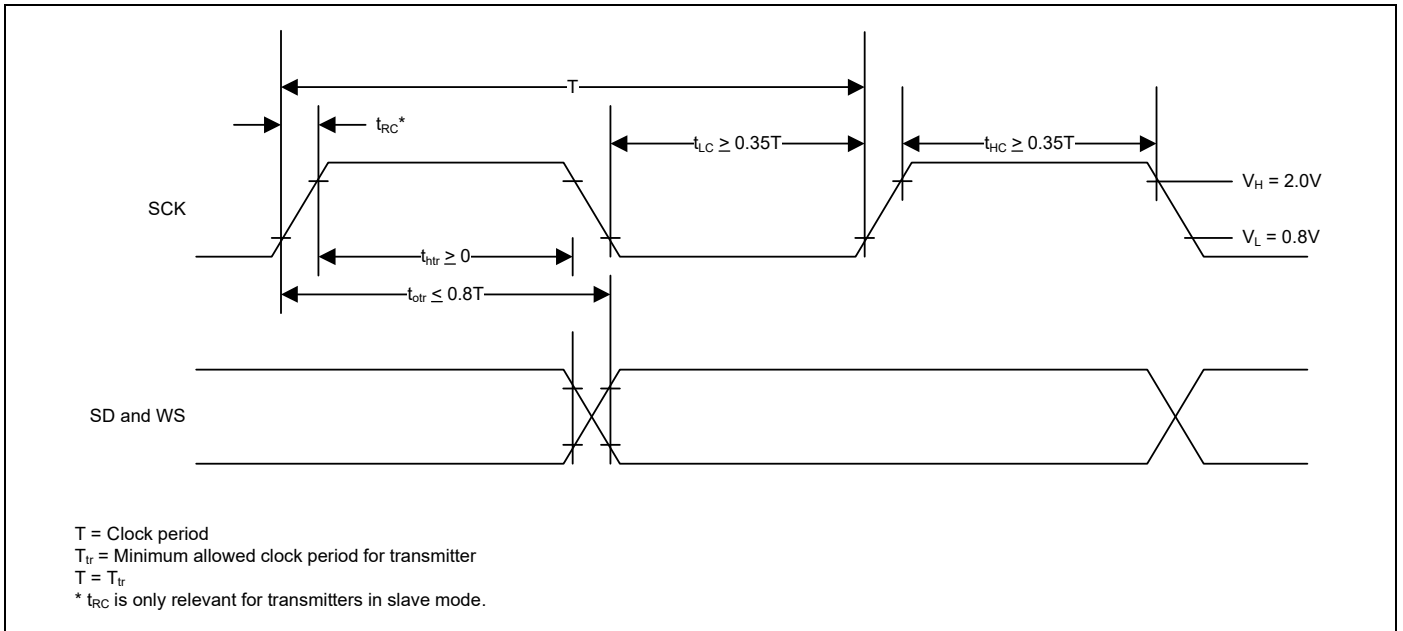 T
tRC*
tLC ≥ 0.35T
tHC ≥ 0.35T
VH = 2.0V
SCK
VL = 0.8V
thtr ≥ 0
totr ≤ 0.8T
SD and WS
T = Clock period
Ttr = Minimum allowed clock period for transmitter
T = Ttr
* tRC is only relevant for transmitters in slave mode.